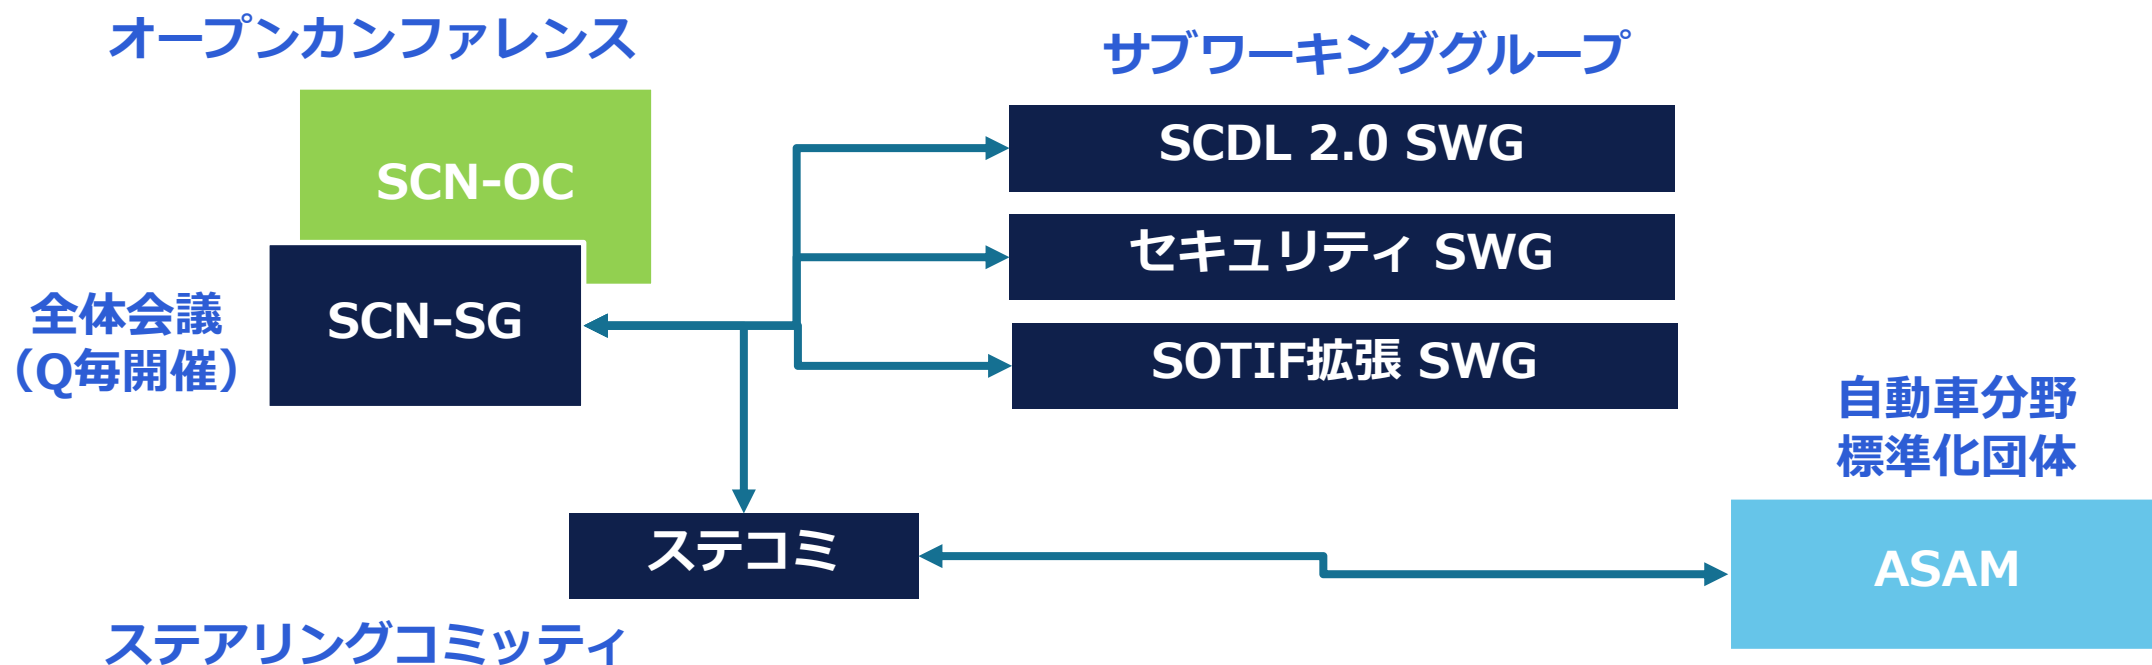 オープンカンファレンス
サブワーキンググループ
SCN-OC
SCDL 2.0 SWG
セキュリティ SWG
全体会議
（Q毎開催）
SCN-SG
SOTIF拡張 SWG
自動車分野
標準化団体
ステコミ
ASAM
ステアリングコミッティ